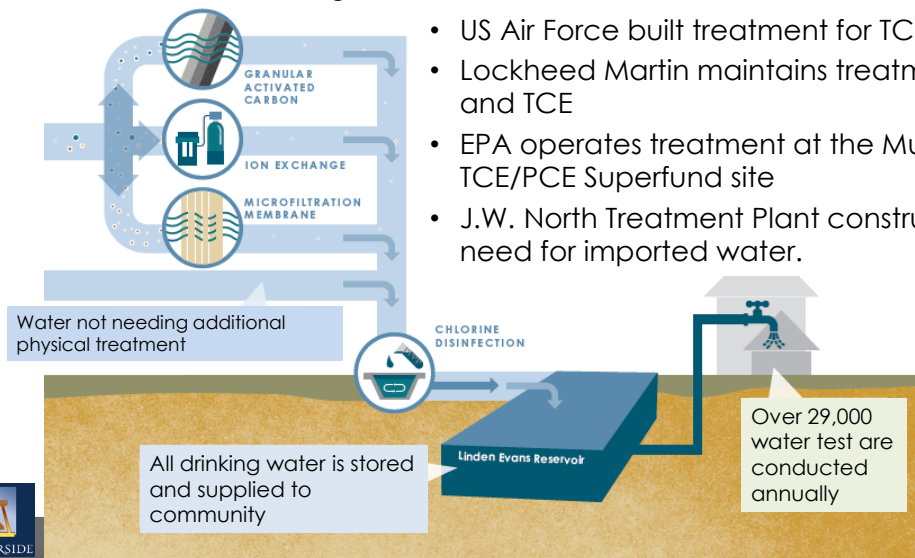 • US Air Force built treatment for TC
• Lockheed Martin maintains treatm
and TCE
• EPA operates treatment at the Mu
TCE/PCE Superfund site
• J.W. North Treatment Plant constru
need for imported water.
GRANULAR
ACTIVATED
CARBON
ION EXCHANGE
MICROFILTRATION
MEMBRANE
Water not needing additional
physical treatment
CHLORINE
DISINFECTION
Linden Evans Reservoir
All drinking water is stored
and supplied to
community
Over 29,000
water test are
conducted
annually
RSIDE